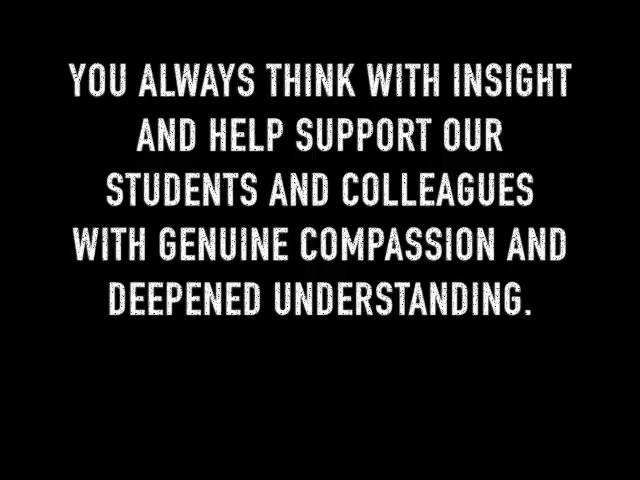 YOU ALWAYS THINK WITH INSIGHT
AND HELP SUPPORT OUR
STUDENTS AND COLLEAGUES
WITH GENUINE COMPASSION AND
DEEPENED UNDERSTANDING.